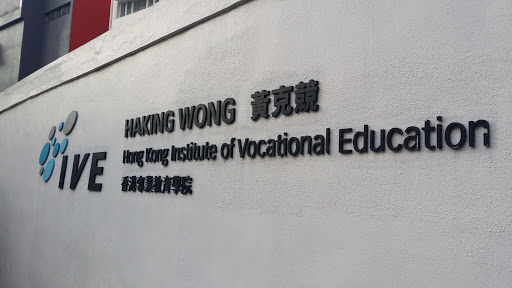 IVE
HAKING WONG 黃克競
Hong Kong Institute of Vocational Education
香港專業教育學院